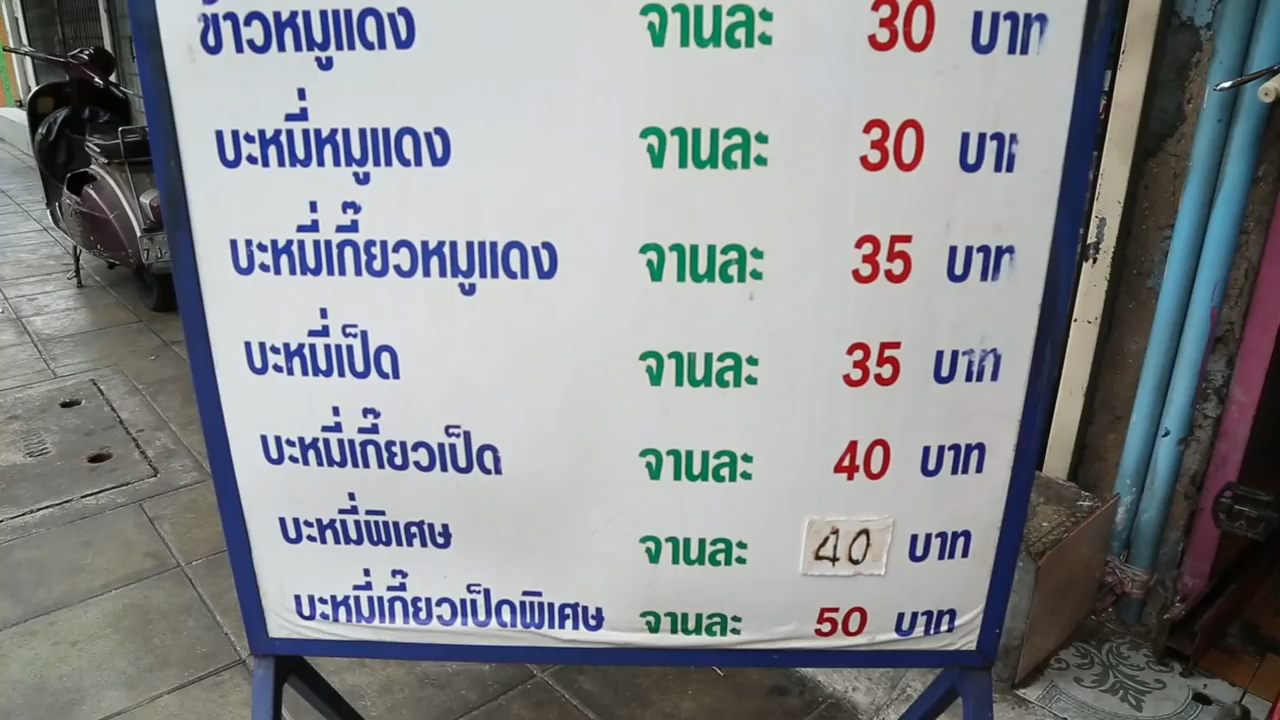 ข้าวหมูแดง จานละ 30 บาท
บะหมี่หมูแดง จานละ 30 บาท
บะหมี่เกี๊ยวหมูแดง จานละ 35 บาท
บะหมี่เป็ด จานละ 35 บาท
บะหมี่เกี๊ยวเป็ด จานละ 40 บาท
บะหมี่พิเศษ จานละ 40 บาท
บะหมี่เกี๊ยวเป็ดพิเศษ จานละ 50 บาท